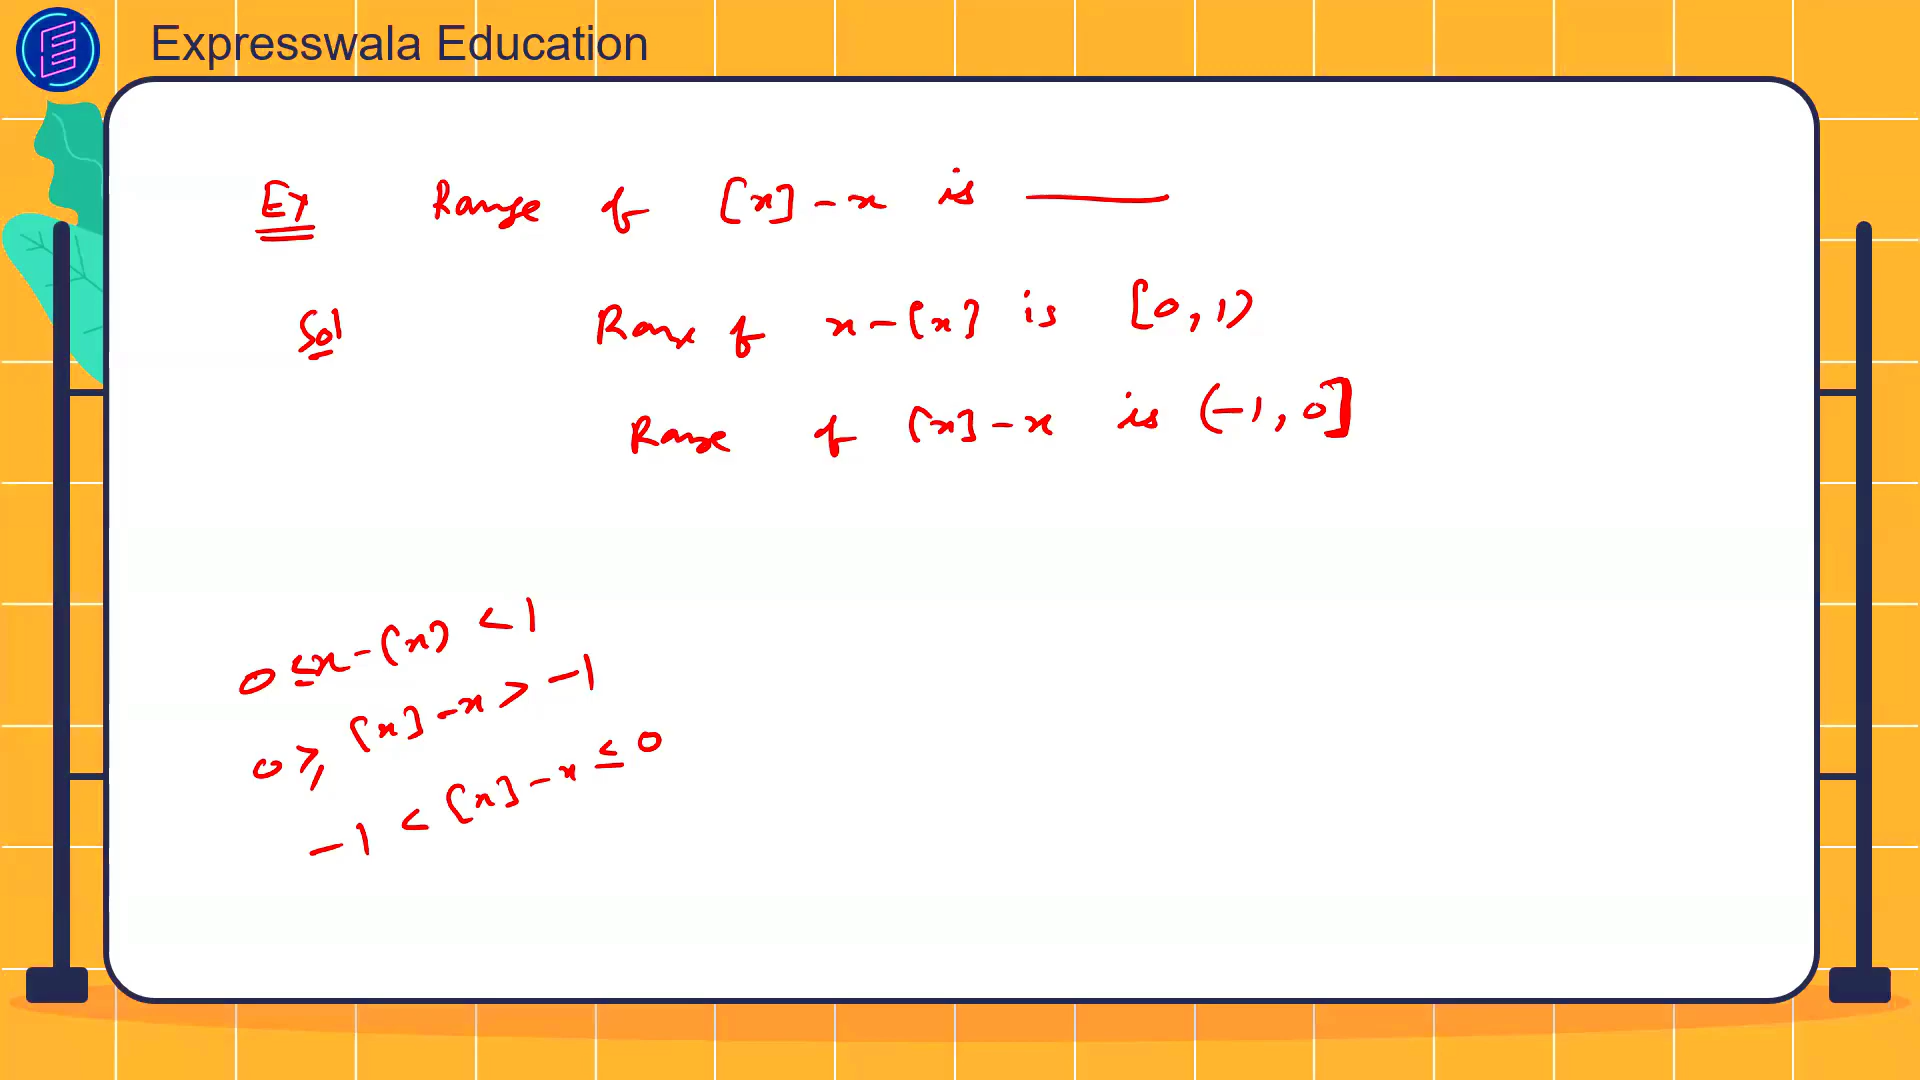 Expresswala Education
Ex Range of [x]-x is ____
Sol Range of x-[x] is [0,1)
Range of [x]-x is (-1,0]
0 ≤ x-[x] < 1
0 ≥ [x]-x > -1
-1 < [x]-x ≤ 0